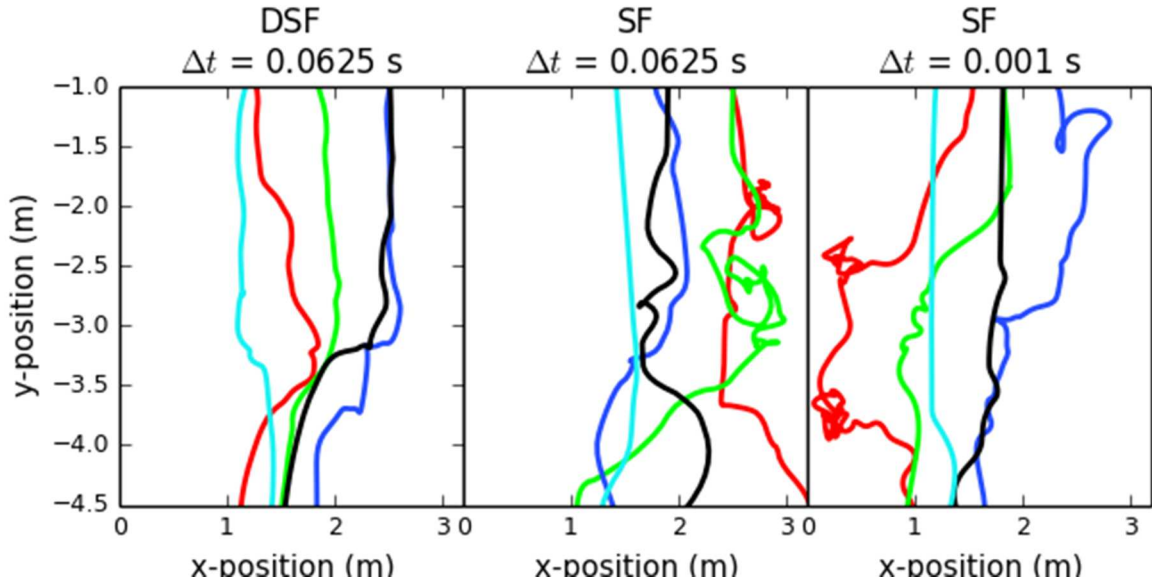 DSF
Δt = 0.0625 s
SF
Δt = 0.0625 s
SF
Δt = 0.001 s
y-position (m)
−1.0
−1.5
−2.0
−2.5
−3.0
−3.5
−4.0
−4.5
0 1 2 3 0 1 2 3 0 1 2 3
x-position (m)
x-position (m)
x-position (m)